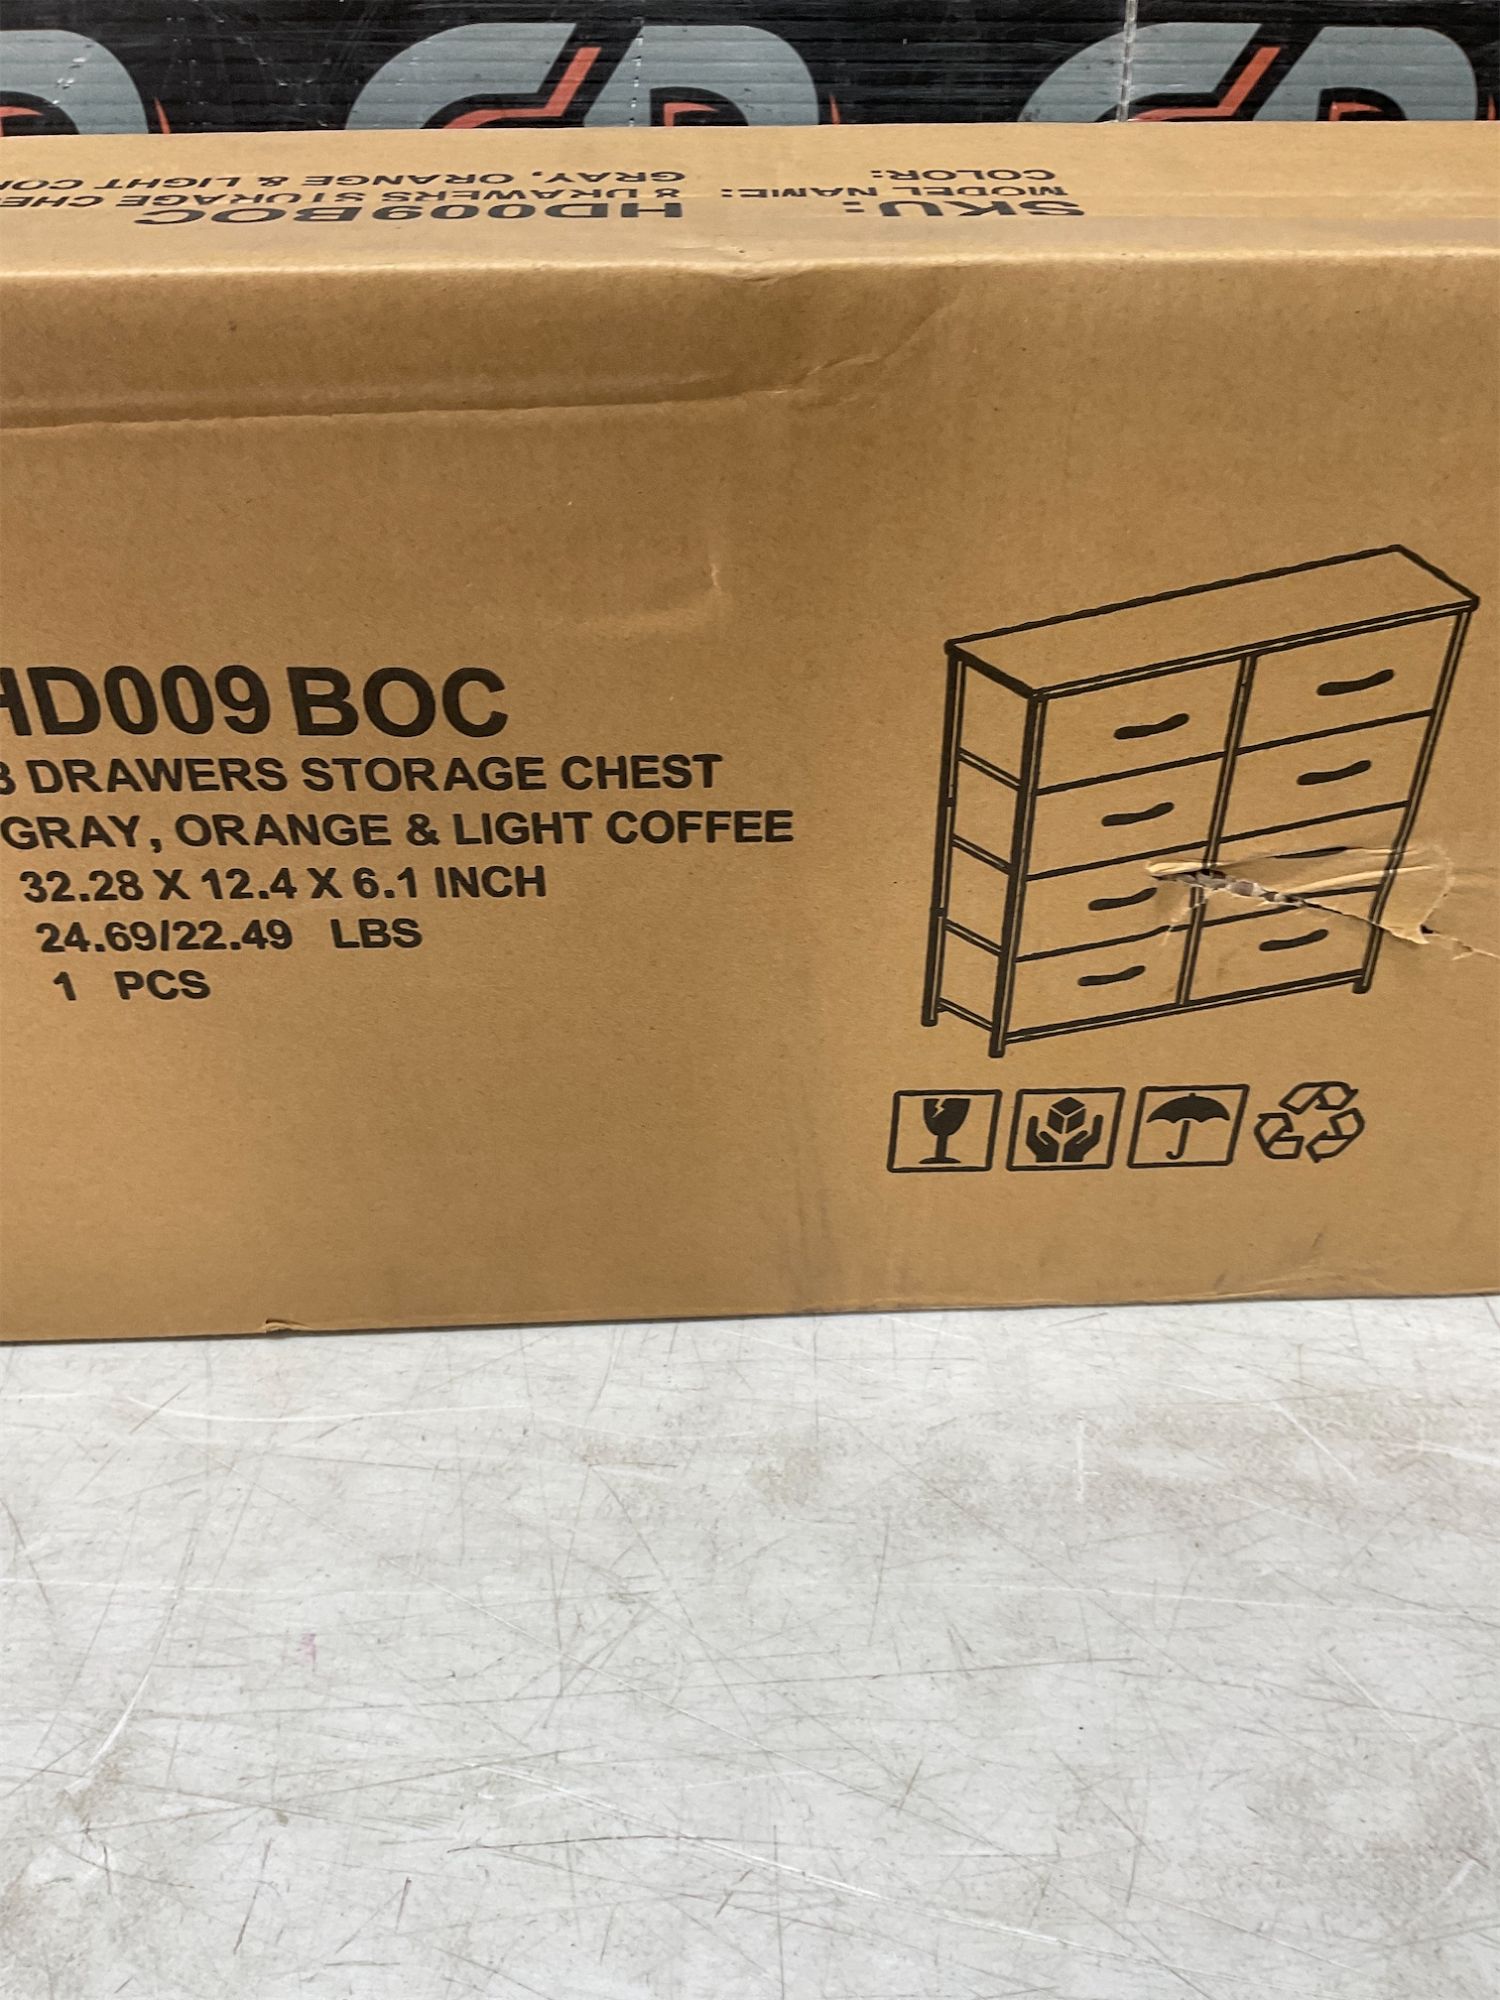 SKU: HD009BOC
MODEL NAME: 8 DRAWERS STORAGE
COLOR: GRAY, ORANGE & LIGHT
HD009 BOC
8 DRAWERS STORAGE CHEST
GRAY, ORANGE & LIGHT COFFEE
32.28 X 12.4 X 6.1 INCH
24.69/22.49 LBS
1 PCS